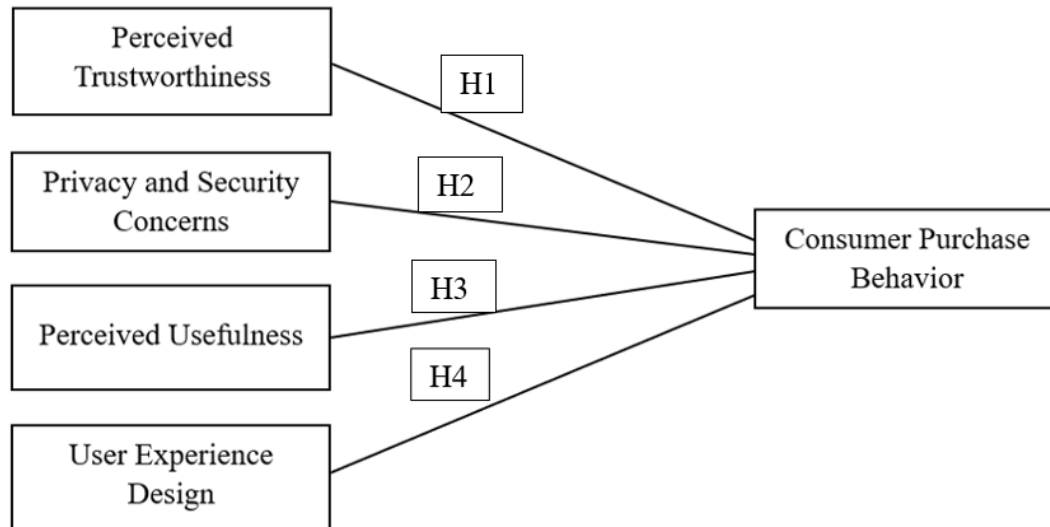 Perceived
Trustworthiness
H1
Privacy and Security
Concerns
H2
Perceived Usefulness
H3
User Experience
Design
H4
Consumer Purchase
Behavior